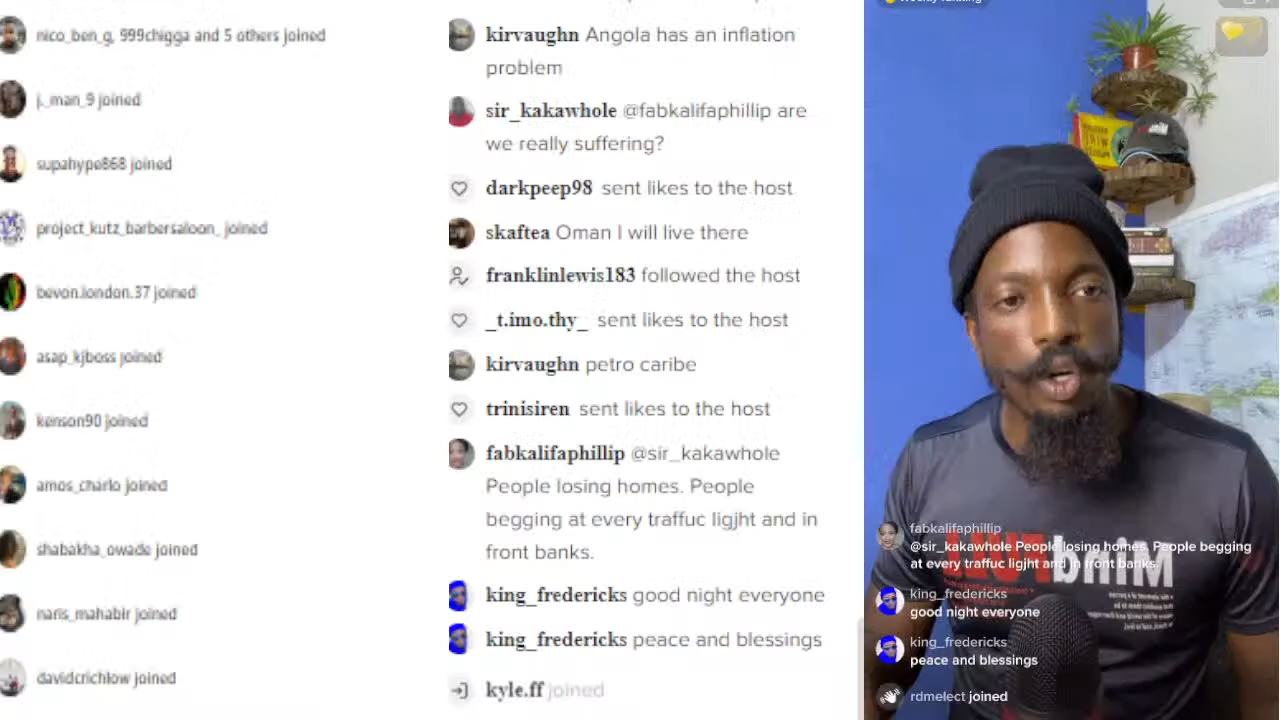 nico_ben_g, 999chigga and 5 others joined
j._man_9 joined
supahype868 joined
project_kutz_barbersaloon_ joined
bevon.london.37 joined
asap_kjboss joined
kenson90 joined
amos_charlo joined
shabakha_owade joined
naris_mahabir joined
davidcrichlow joined
kirvaughn Angola has an inflation
problem
sir_kakawhole @fabkalifaphillip are
we really suffering?
darkpeep98 sent likes to the host
skaftea Oman I will live there
franklinlewis183 followed the host
_t.imo.thy_ sent likes to the host
kirvaughn petro caribe
trinisiren sent likes to the host
fabkalifaphillip @sir_kakawhole
People losing homes. People
begging at every traffuc ligjht and in
front banks.
king_fredericks good night everyone
king_fredericks peace and blessings
kyle.ff joined
fabkalifaphillip
@sir_kakawhole People losing homes. People begging
at every traffuc ligjht and in front banks.
king_fredericks
good night everyone
king_fredericks
peace and blessings
rdmelect joined
FULL
Mind